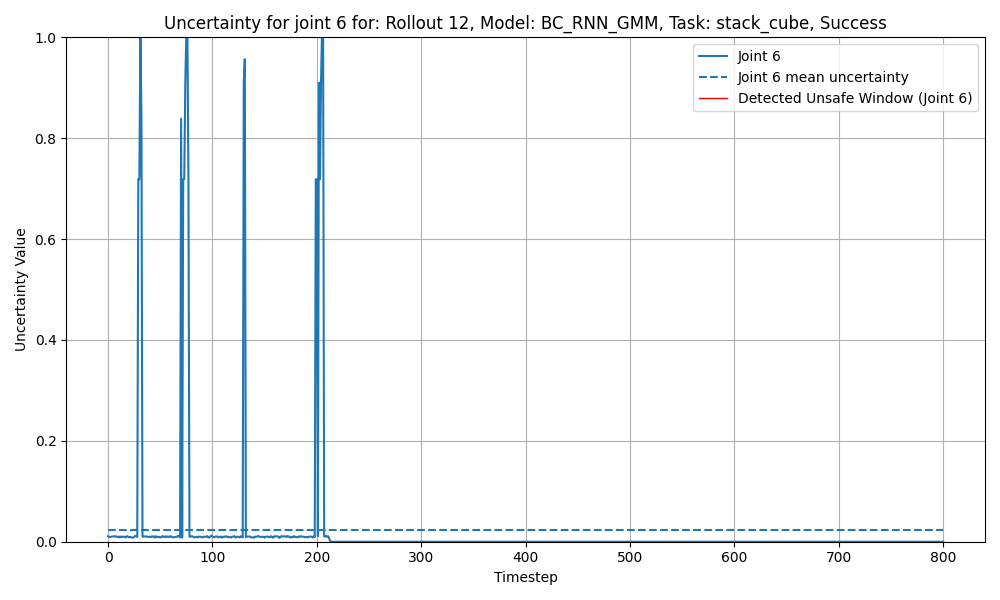 Uncertainty for joint 6 for: Rollout 12, Model: BC_RNN_GMM, Task: stack_cube, Success
Joint 6
Joint 6 mean uncertainty
Detected Unsafe Window (Joint 6)
Uncertainty Value
1.0
0.8
0.6
0.4
0.2
0.0
0 100 200 300 400 500 600 700 800
Timestep